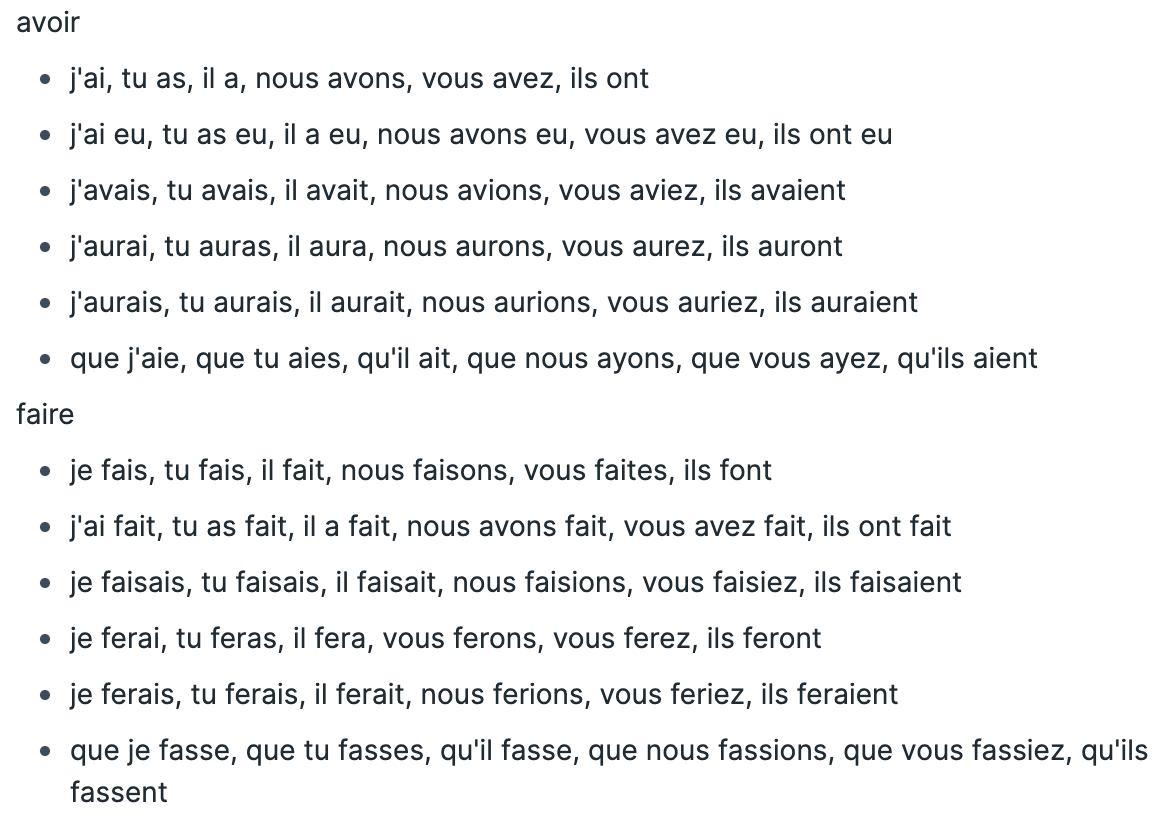 avoir
j'ai, tu as, il a, nous avons, vous avez, ils ont
j'ai eu, tu as eu, il a eu, nous avons eu, vous avez eu, ils ont eu
j'avais, tu avais, il avait, nous avions, vous aviez, ils avaient
j'aurai, tu auras, il aura, nous aurons, vous aurez, ils auront
j'aurais, tu aurais, il aurait, nous aurions, vous auriez, ils auraient
que j'aie, que tu aies, qu'il ait, que nous ayons, que vous ayez, qu'ils aient
faire
je fais, tu fais, il fait, nous faisons, vous faites, ils font
j'ai fait, tu as fait, il a fait, nous avons fait, vous avez fait, ils ont fait
je faisais, tu faisais, il faisait, nous faisions, vous faisiez, ils faisaient
je ferai, tu feras, il fera, vous ferons, vous ferez, ils feront
je ferais, tu ferais, il ferait, nous ferions, vous feriez, ils feraient
que je fasse, que tu fasses, qu'il fasse, que nous fassions, que vous fassiez, qu'ils
fassent